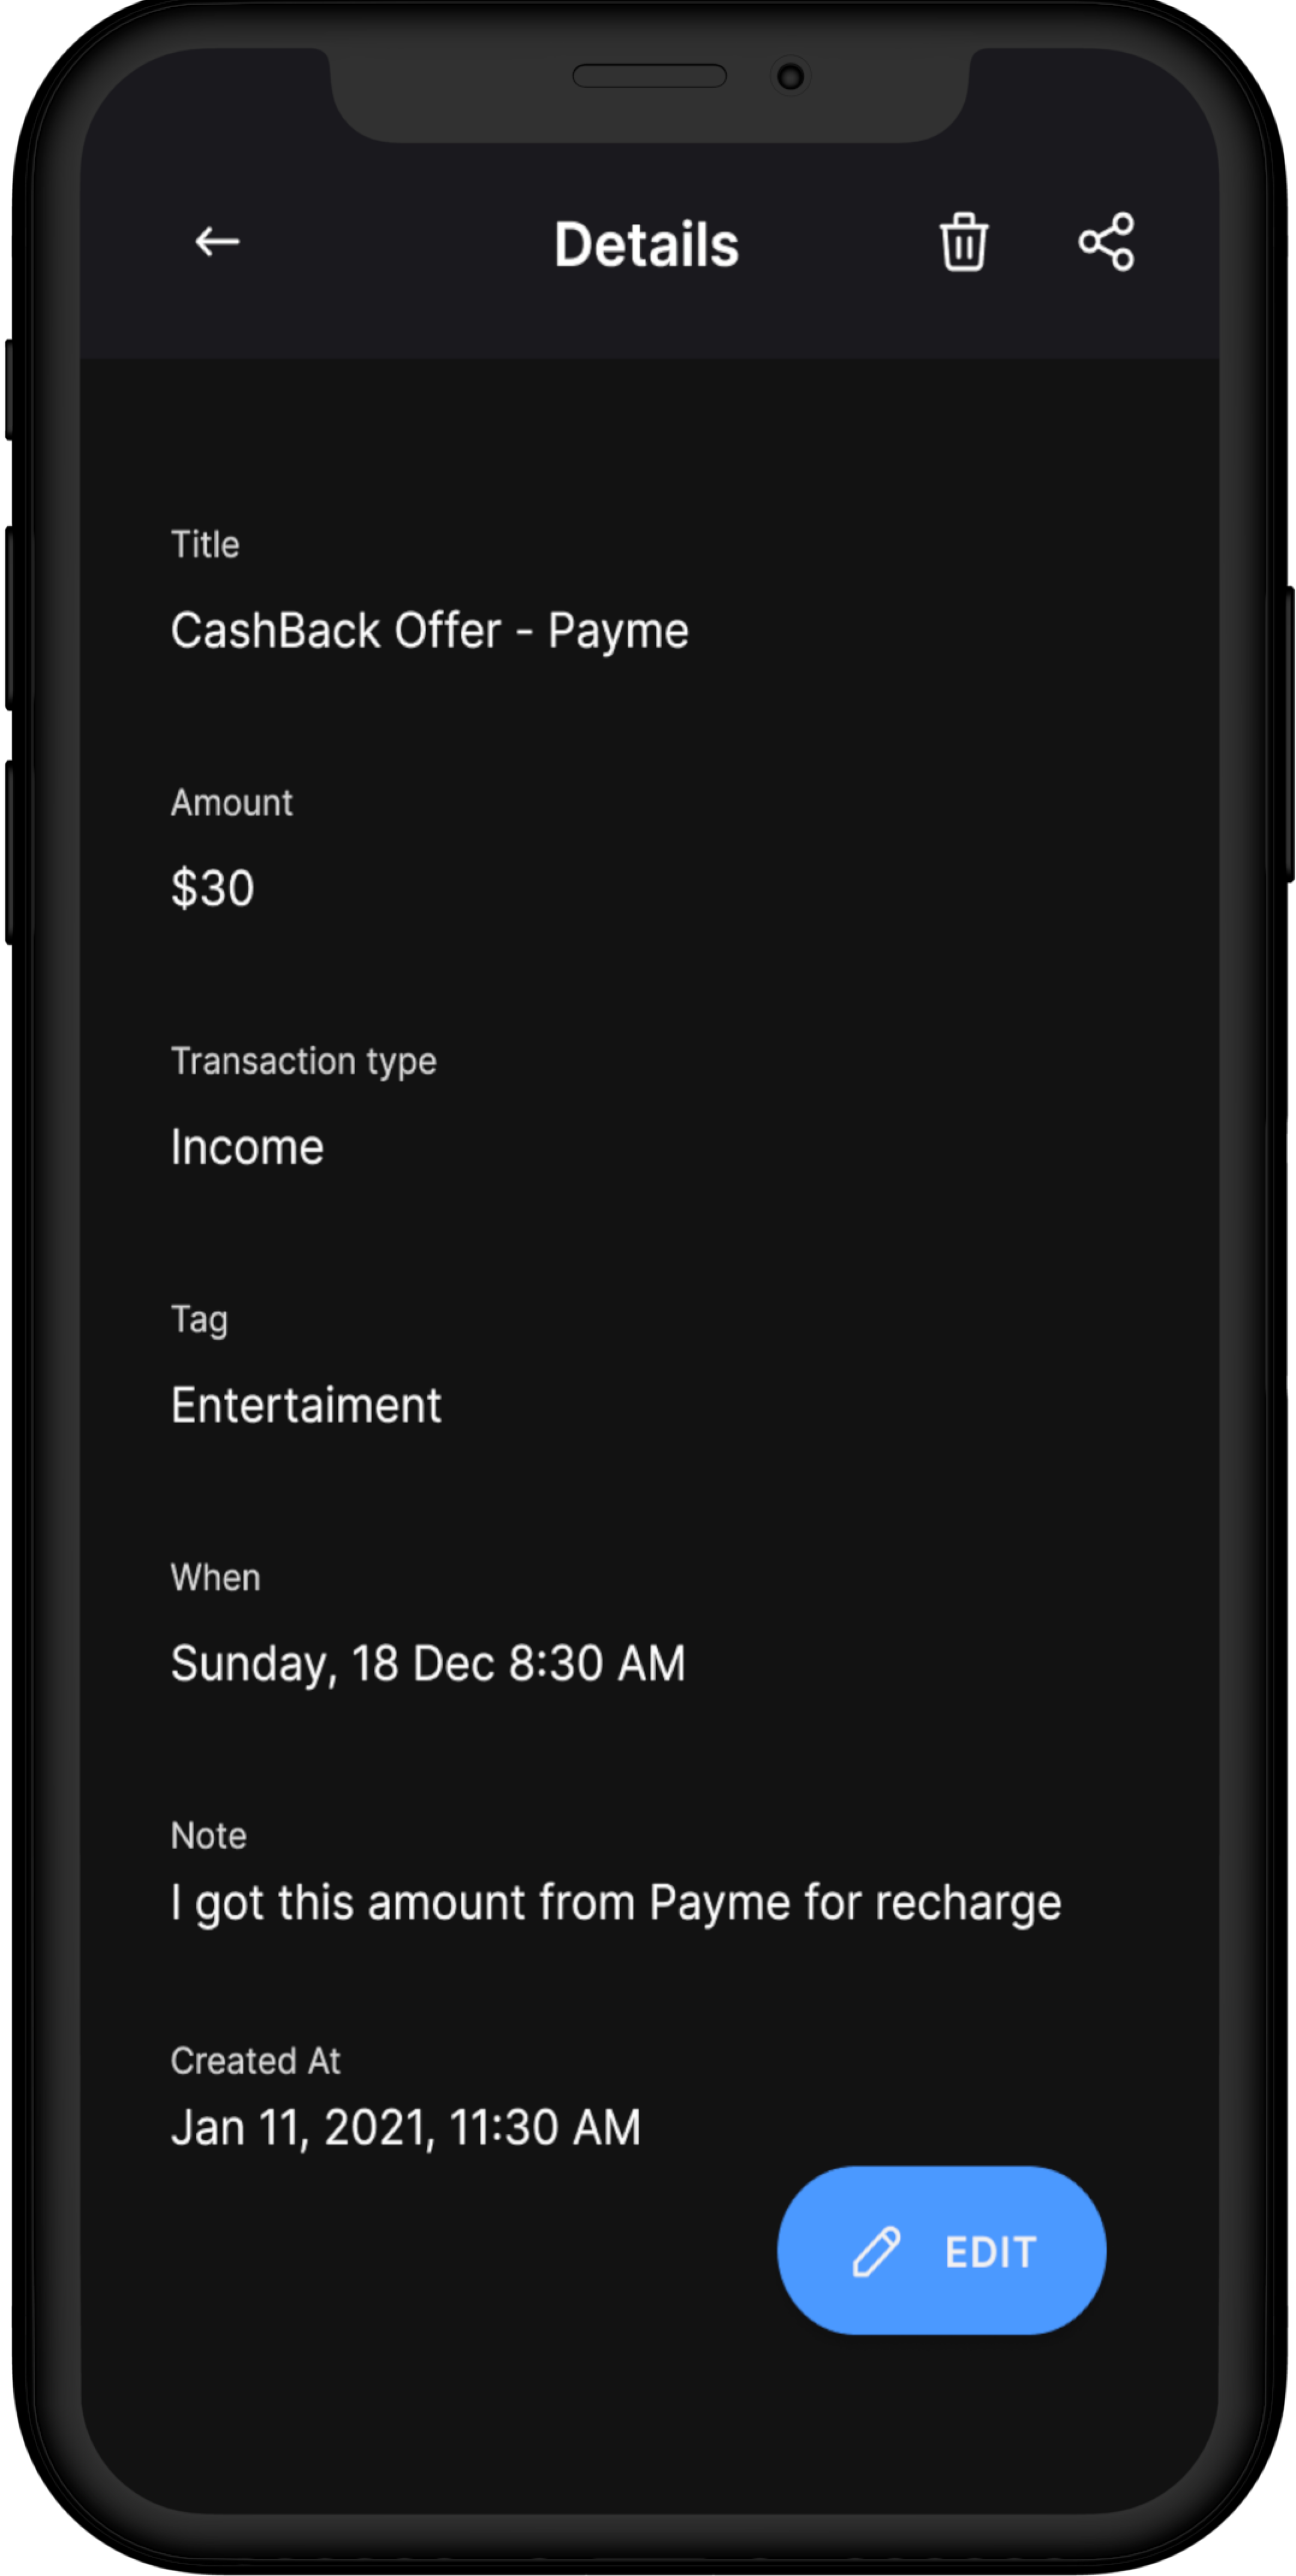 Details
Title
CashBack Offer - Payme
Amount
$30
Transaction type
Income
Tag
Entertaiment
When
Sunday, 18 Dec 8:30 AM
Note
I got this amount from Payme for recharge
Created At
Jan 11, 2021, 11:30 AM
EDIT